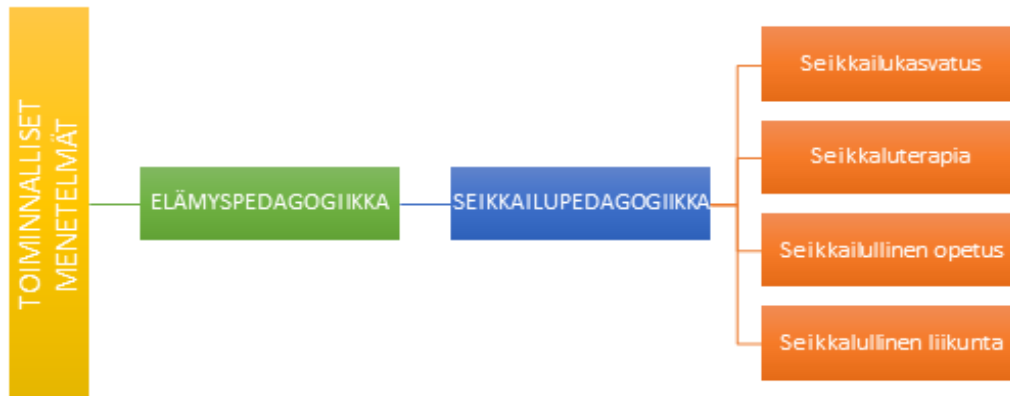 TOIMINNALLISET
MENETELMÄT
ELÄMYSPEDAGOGIIKKA
SEIKKAILUPEDAGOGIIKKA
Seikkailukasvatus
Seikkaluterapia
Seikkailullinen opetus
Seikkalullinen liikunta